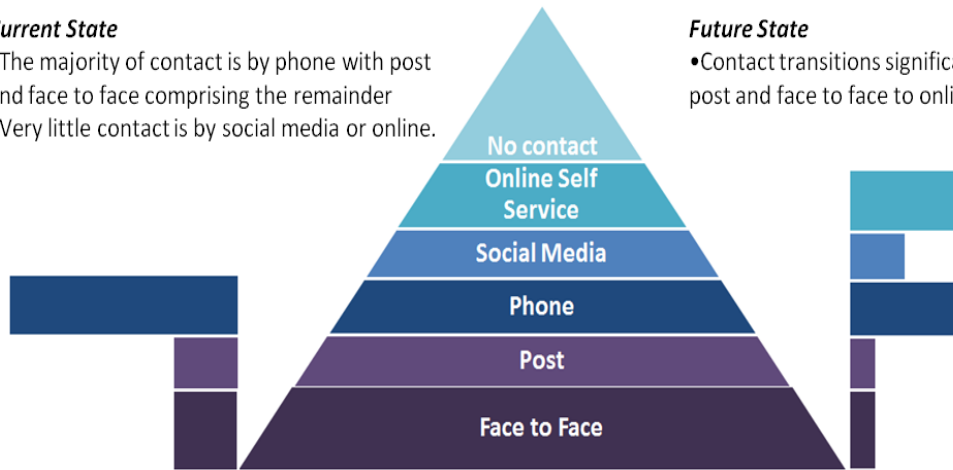 urrent State
The majority of contact is by phone with post
nd face to face comprising the remainder
Very little contact is by social media or online.
Future State
•Contact transitions signific
post and face to face to onli
No contact
Online Self
Service
Social Media
Phone
Post
Face to Face